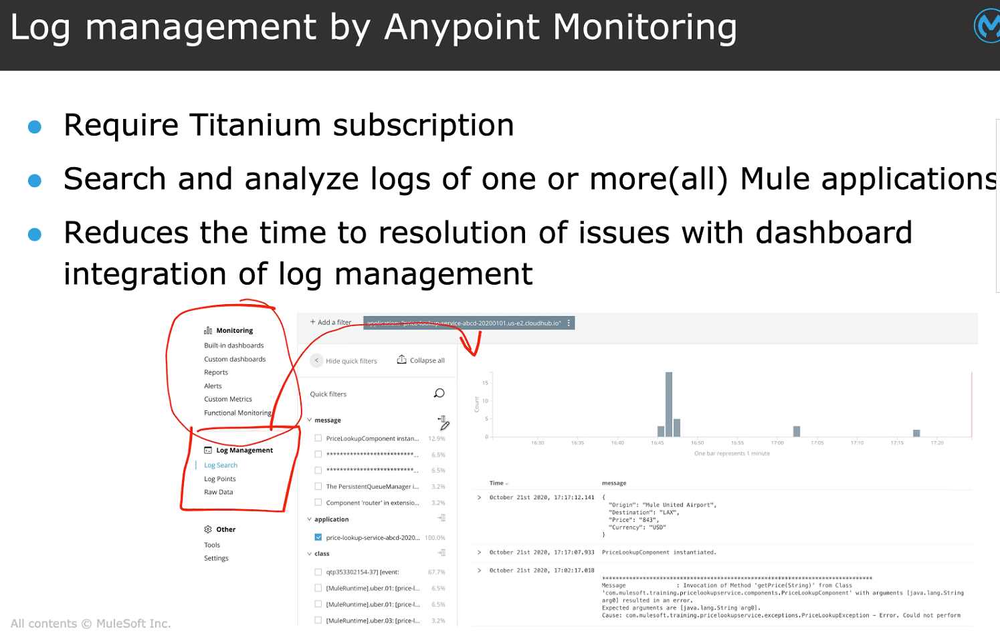 Log management by Anypoint Monitoring
Require Titanium subscription
Search and analyze logs of one or more(all) Mule applications
Reduces the time to resolution of issues with dashboard
integration of log management
Monitoring
Built-in dashboards
Custom dashboards
Reports
Alerts
Custom Metrics
Functional Monitoring
Log Management
Log Search
Log Points
Raw Data
Other
Tools
Settings
+ Add a filter
application: "price-lookup-service-abcd-20200101.us-e2.cloudhub.io"
< Hide quick filters
Collapse all
Quick filters
message
PriceLookupComponent instan... 12.9%
**************************... 6.5%
**************************... 6.5%
The PersistentQueueManager i... 3.2%
Component 'router' in extensio... 3.2%
application
price-lookup-service-abcd-2020... 100.0%
class
qtp353302154-37] [event: 67.7%
[MuleRuntime].uber.01: [price-l... 6.5%
[MuleRuntime].uber.01: [price-l... 6.5%
[MuleRuntime].uber.03: [price-l... 3.2%
Count
15
10
5
0
16:30 16:35 16:40 16:45 16:50 16:55 17:00 17:05 17:10 17:15 17:20
One bar represents 1 minute
Time message
> October 21st 2020, 17:17:12.141 {
"Origin": "Mule United Airport",
"Destination": "LAX",
"Price": "843",
"Currency": "USD"
}
> October 21st 2020, 17:17:07.933 PriceLookupComponent instantiated.
> October 21st 2020, 17:02:17.018
********************************************************************************
Message : Invocation of Method 'getPrice(String)' from Class
'com.mulesoft.training.pricelookupservice.components.PriceLookupComponent' with arguments [java.lang.String
arg0] resulted in an error.
Expected arguments are [java.lang.String arg0].
Cause: com.mulesoft.training.pricelookupservice.exceptions.PriceLookupException - Error. Could not perform
All contents © MuleSoft Inc.